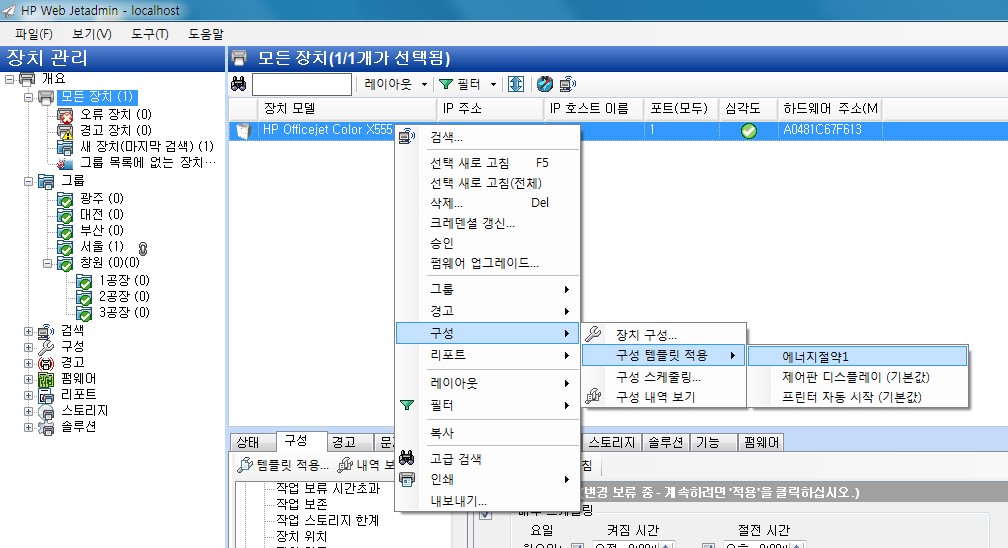 HP Web Jetadmin - localhost
파일(F) 보기(V) 도구(T) 도움말
장치 관리
모든 장치(1/1개가 선택됨)
개요
모든 장치 (1)
오류 장치 (0)
경고 장치 (0)
새 장치(마지막 검색) (1)
그룹 목록에 없는 장치...
그룹
광주 (0)
대전 (0)
부산 (0)
서울 (1)
창원 (0)(0)
1공장 (0)
2공장 (0)
3공장 (0)
검색
구성
경고
펌웨어
리포트
스토리지
솔루션
레이아웃 필터
장치 모델 IP 주소 IP 호스트 이름 포트(모두) 심각도 하드웨어 주소(M
HP Officejet Color X555 1 A0481C67F613
검색...
선택 새로 고침 F5
선택 새로 고침(전체)
삭제... Del
크레덴셜 갱신...
승인
펌웨어 업그레이드...
그룹
경고
구성
리포트
레이아웃
필터
복사
고급 검색
인쇄
내보내기...
장치 구성...
구성 템플릿 적용
구성 스케줄링...
구성 내역 보기
에너지절약1
제어판 디스플레이 (기본값)
프린터 자동 시작 (기본값)
상태 구성 경고 스토리지 솔루션 기능 펌웨어
템플릿 적용... 내역 보
작업 보류 시간초과
작업 보존
작업 스토리지 한계
장치 위치
변경 보류 중 - 계속하려면 '적용'을 클릭하십시오.)
요일 켜짐 시간 절전 시간